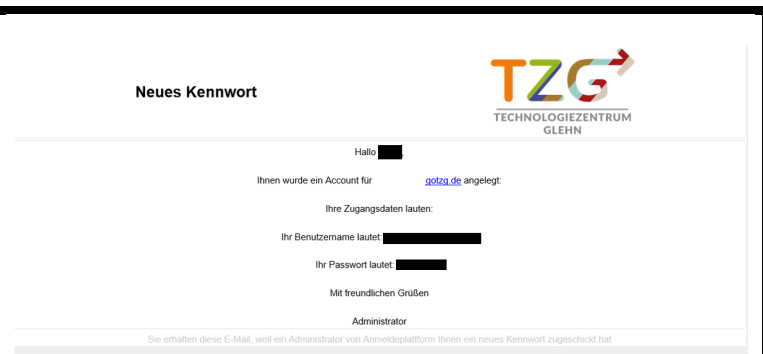 Neues Kennwort
TZG
TECHNOLOGIEZENTRUM
GLEHN
Hallo ,
Ihnen wurde ein Account für gotzg.de angelegt:
Ihre Zugangsdaten lauten:
Ihr Benutzername lautet:
Ihr Passwort lautet:
Mit freundlichen Grüßen
Administrator
Sie erhalten diese E-Mail, weil ein Administrator von Anmeldeplattform Ihnen ein neues Kennwort zugeschickt hat